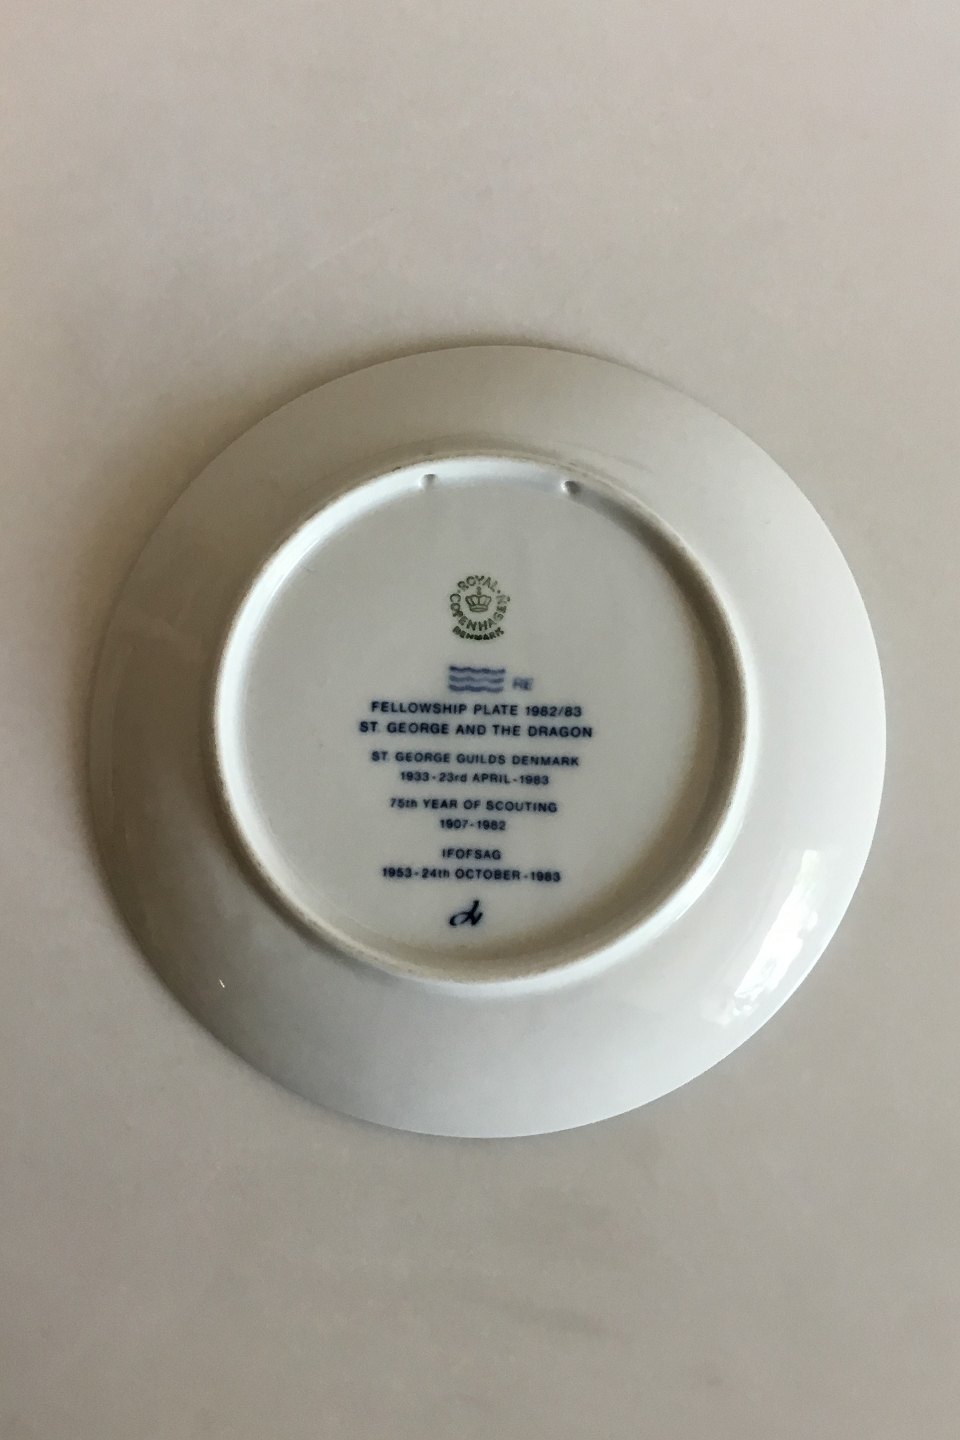 ROYAL
COPENHAGEN
DENMARK
RE
FELLOWSHIP PLATE 1982/83
ST. GEORGE AND THE DRAGON
ST. GEORGE GUILDS DENMARK
1933-23rd APRIL-1983
75th YEAR OF SCOUTING
1907-1982
IFOFSAG
1953-24th OCTOBER-1983